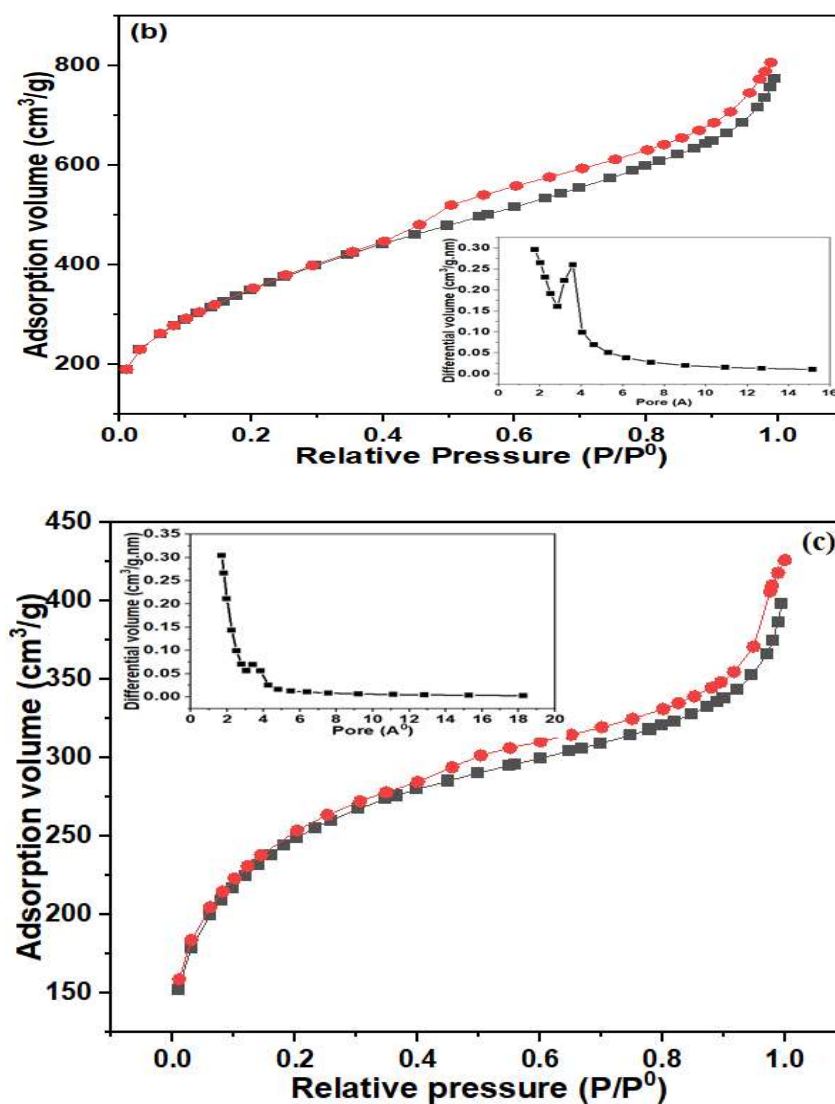 (b)
Adsorption volume (cm³/g)
800
600
400
200
0.0 0.2 0.4 0.6 0.8 1.0
Relative Pressure (P/P⁰)
Differential volume (cm³/g.nm)
0.30
0.25
0.20
0.15
0.10
0.05
0.00
0 2 4 6 8 10 12 14 16
Pore (A)
(c)
Adsorption volume (cm³/g)
450
400
350
300
250
200
150
0.0 0.2 0.4 0.6 0.8 1.0
Relative pressure (P/P⁰)
Differential volume (cm³/g.nm)
0.35
0.30
0.25
0.20
0.15
0.10
0.05
0.00
0 2 4 6 8 10 12 14 16 18 20
Pore (A⁰)